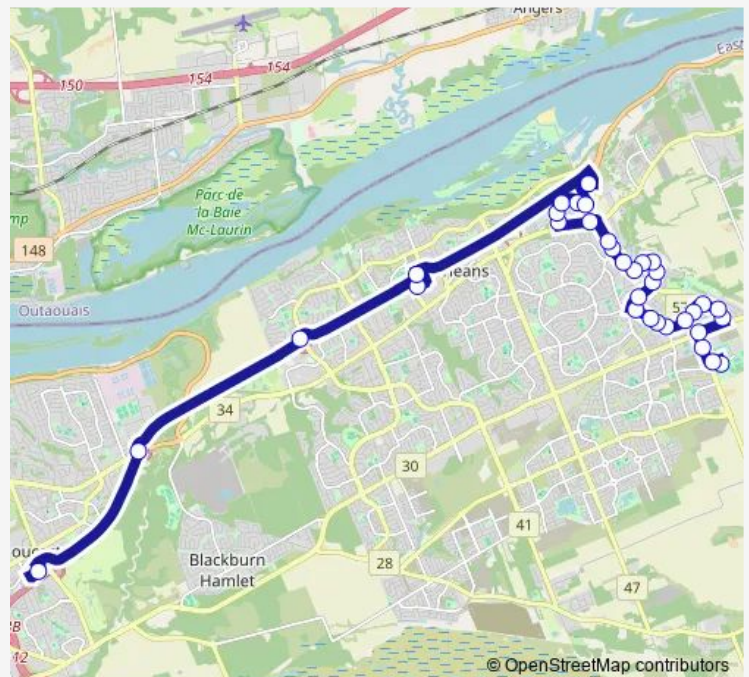 Angers
East
150
154
154
Parc de
la Baie
Mc-Laurin
148
Outaouais
34
30
Blackburn
Hamlet
28
41
47
© OpenStreetMap contributors